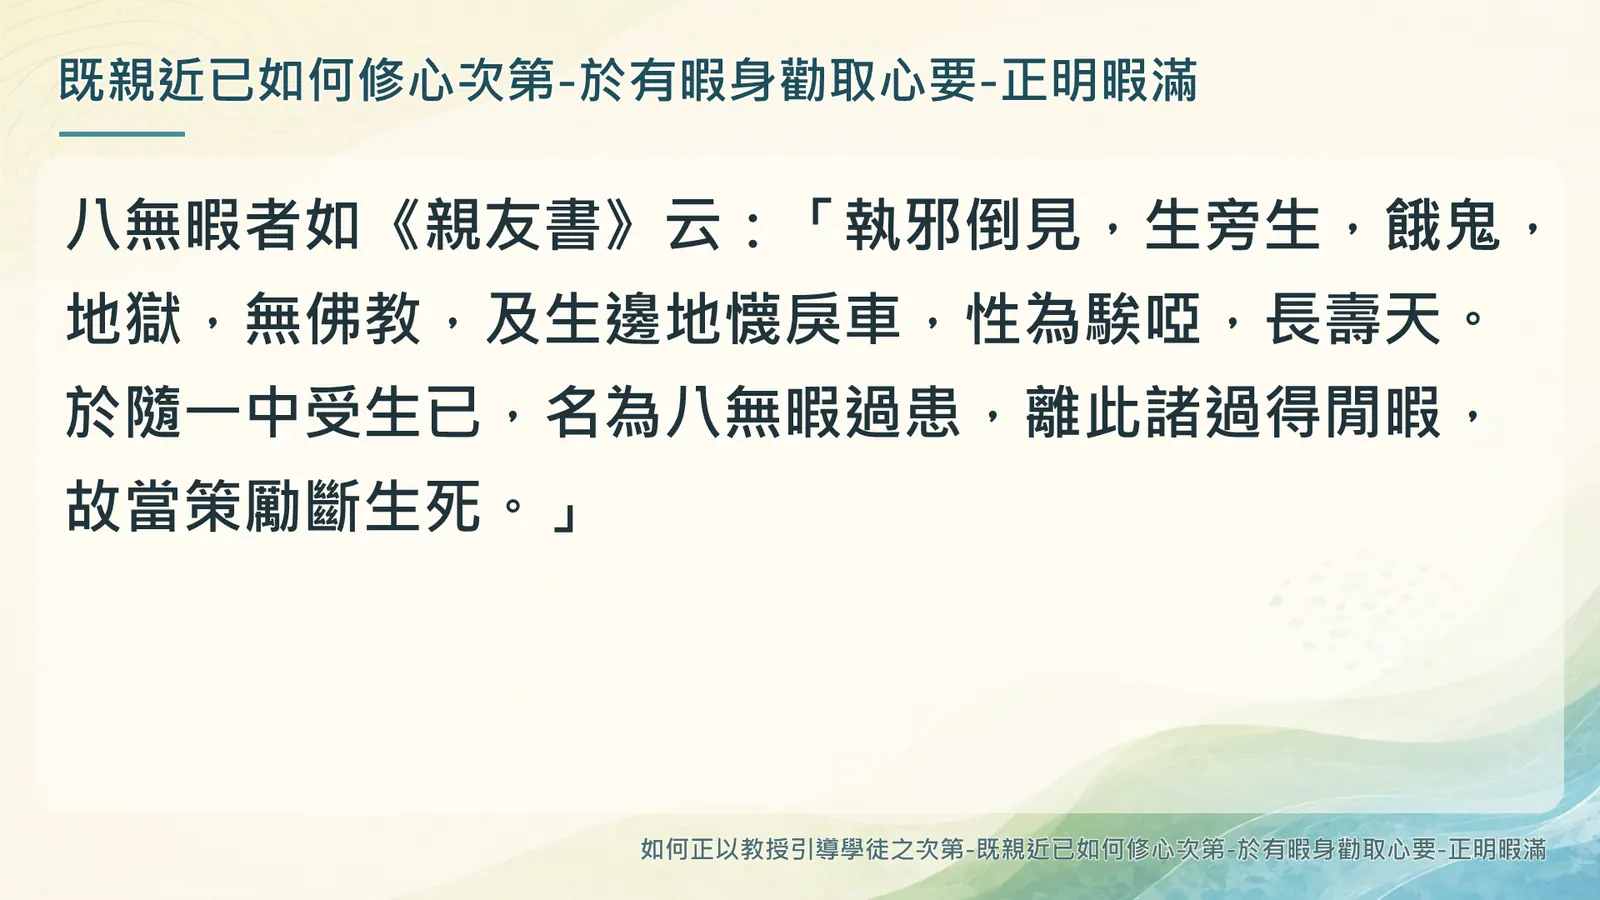 既親近已如何修心次第-於有暇身勸取心要-正明暇滿
八無暇者如《親友書》云：「執邪倒見，生旁生，餓鬼，
地獄，無佛教，及生邊地懱戾車，性為騃啞，長壽天。
於隨一中受生已，名為八無暇過患，離此諸過得閒暇，
故當策勵斷生死。」
如何正以教授引導學徒之次第-既親近已如何修心次第-於有暇身勸取心要-正明暇滿